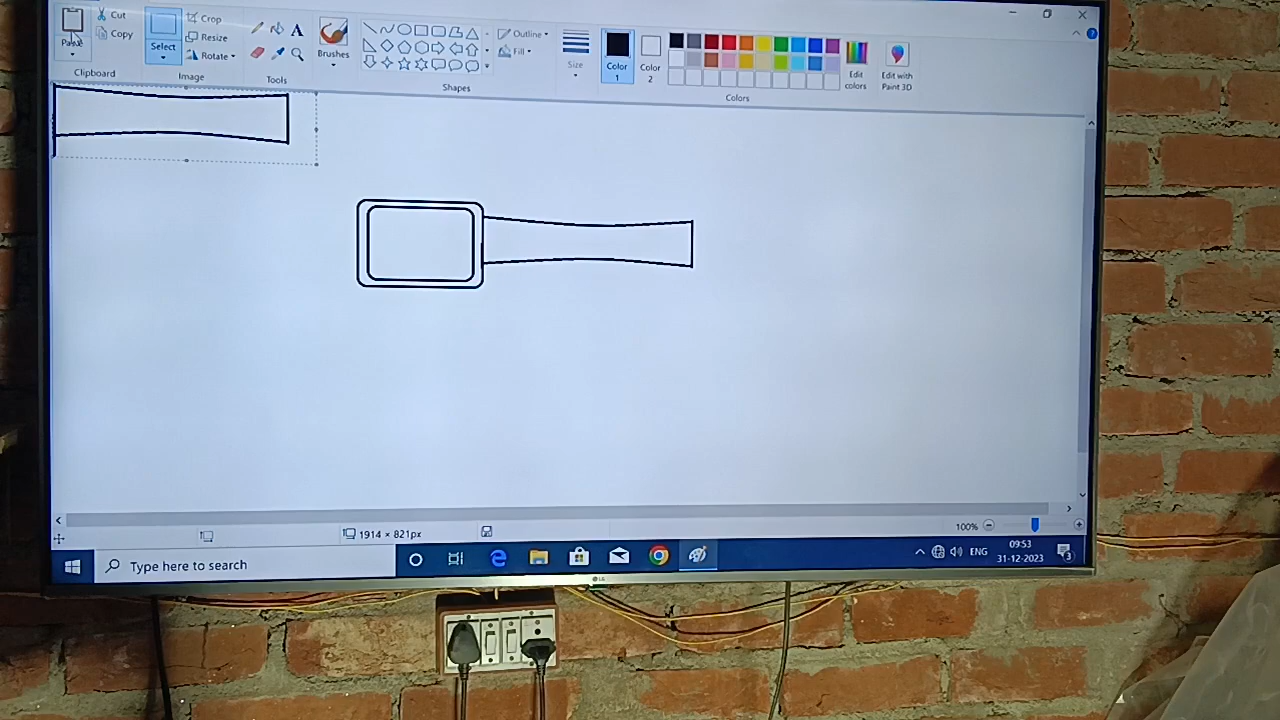 Cut
Copy
Paste
Clipboard
Select
Crop
Resize
Rotate
Image
A
Tools
Brushes
Outline
Fill
Shapes
Size
Color 1
Color 2
Edit colors
Edit with Paint 3D
Colors
1914 × 821px
100%
Type here to search
ENG
09:53
31-12-2023
3
LG